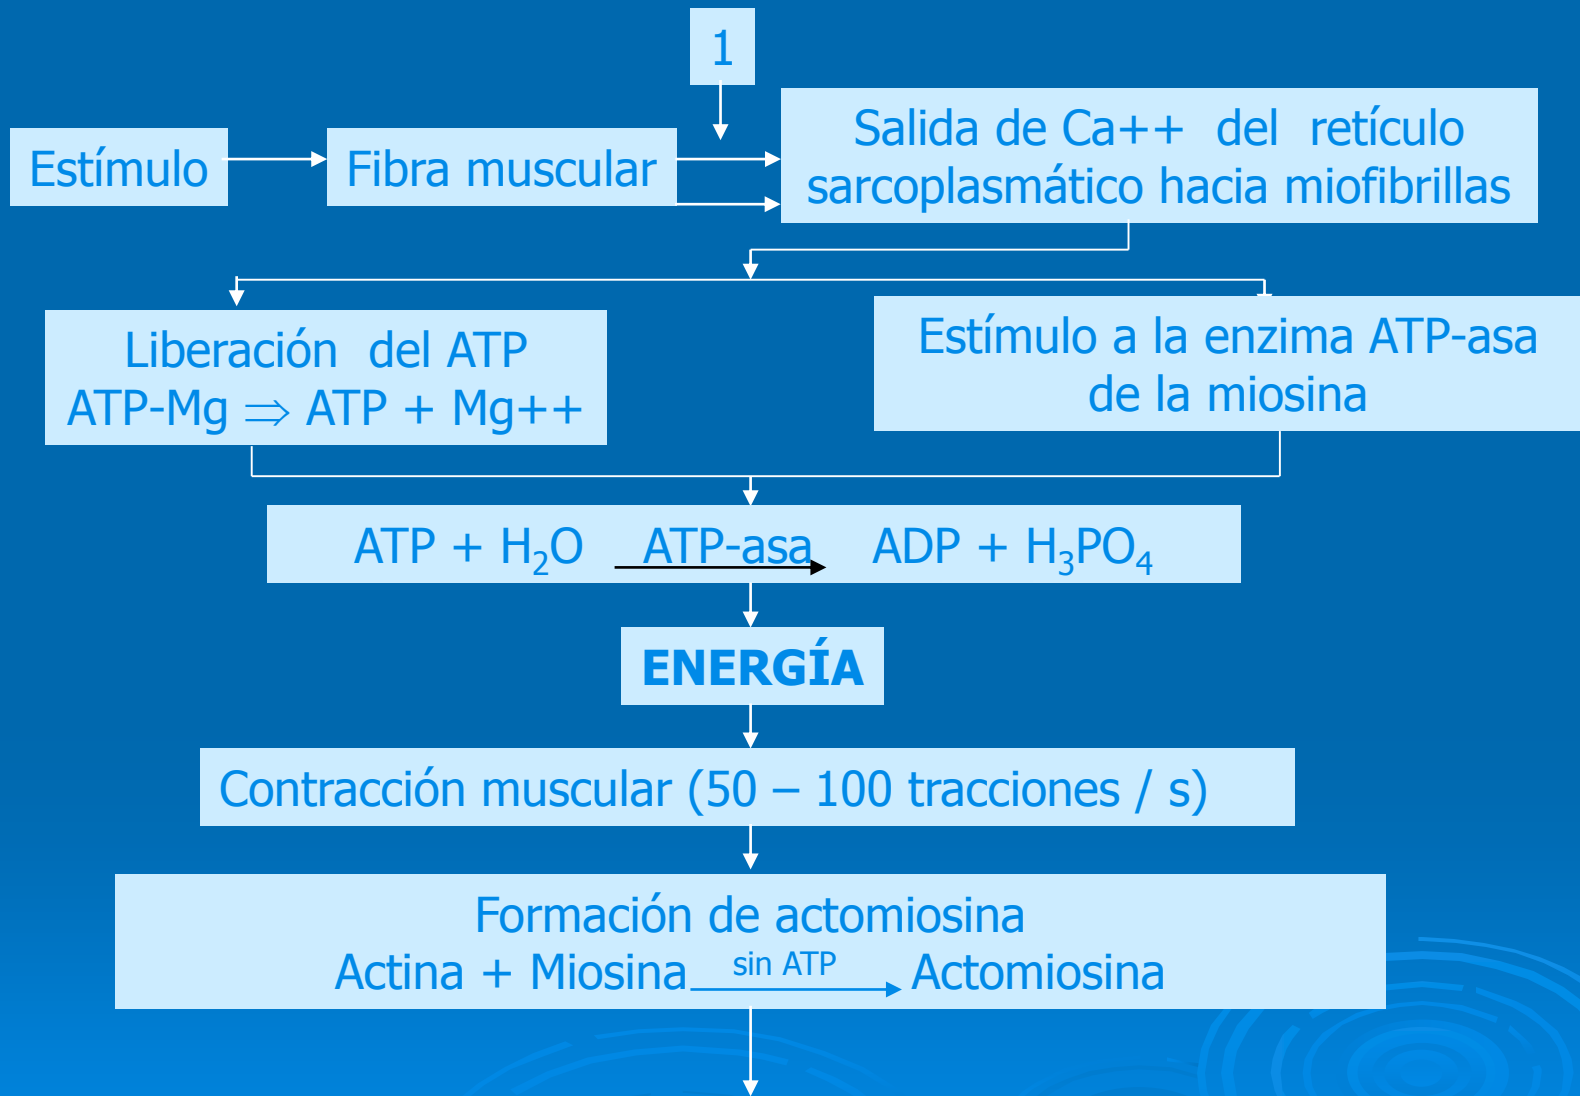 1
Estímulo
Fibra muscular
Salida de Ca++ del retículo
sarcoplasmático hacia miofibrillas
Liberación del ATP
ATP-Mg ⇒ ATP + Mg++
Estímulo a la enzima ATP-asa
de la miosina
ATP + H₂O ATP-asa ADP + H₃PO₄
ENERGÍA
Contracción muscular (50 – 100 tracciones / s)
Formación de actomiosina
Actina + Miosina sin ATP Actomiosina